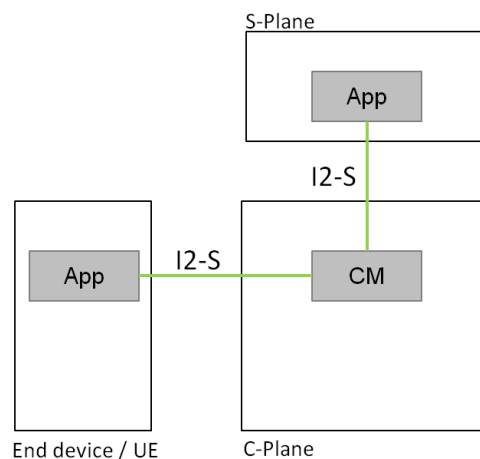 S-Plane
App
I2-S
App
I2-S
CM
End device / UE
C-Plane